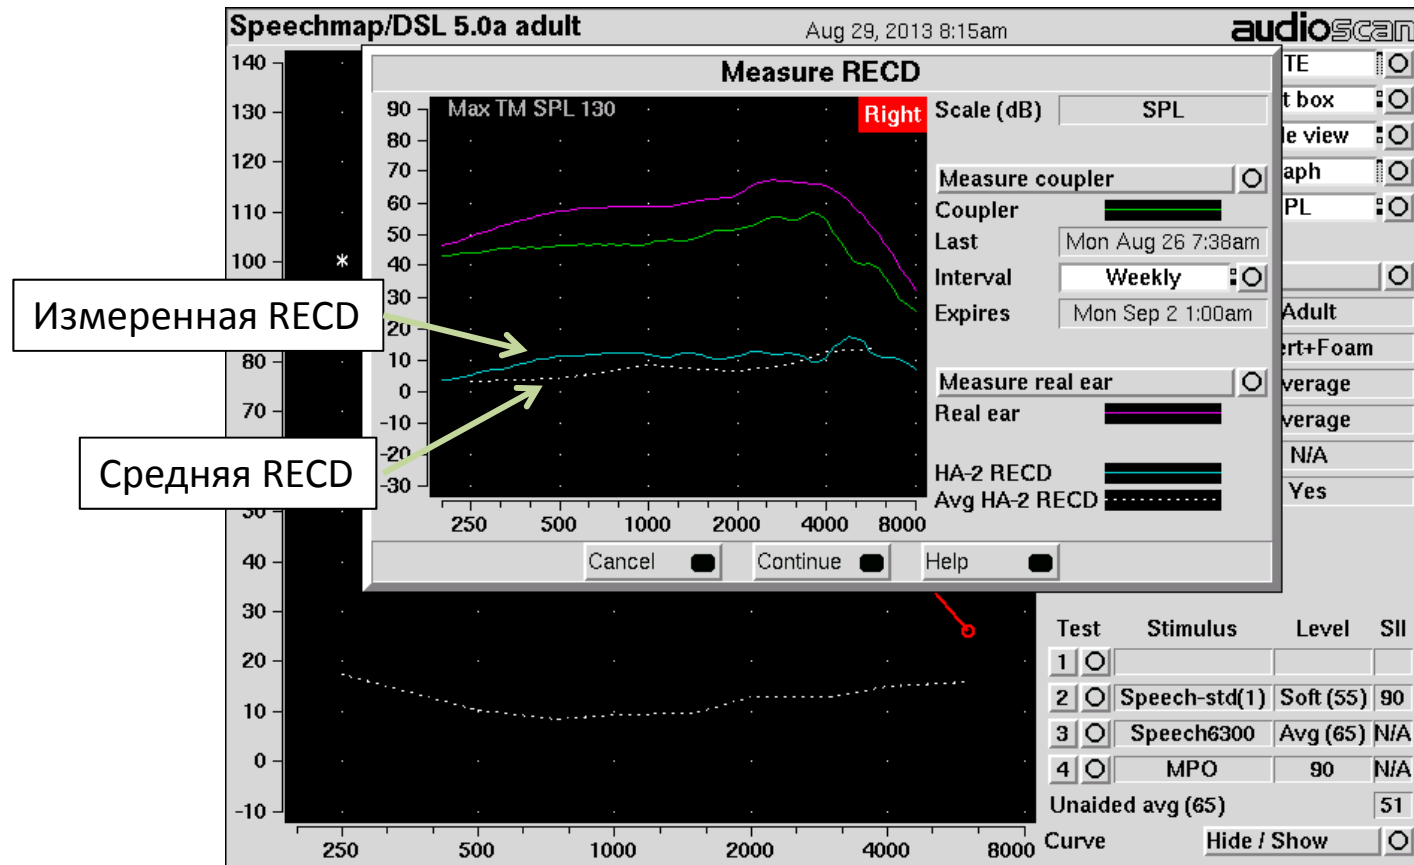 Speechmap/DSL 5.0a adult
Aug 29, 2013 8:15am
audioscan
Measure RECD
Max TM SPL 130
Right
90
80
70
60
50
40
30
20
10
0
-10
-20
-30
250 500 1000 2000 4000 8000
Scale (dB) SPL
Measure coupler
Coupler
Last Mon Aug 26 7:38am
Interval Weekly
Expires Mon Sep 2 1:00am
Measure real ear
Real ear
HA-2 RECD
Avg HA-2 RECD
Cancel Continue Help
Измеренная RECD
Средняя RECD
140
130
120
110
100
80
70
50
40
30
20
10
0
-10
250 500 1000 2000 4000 8000
TE
t box
le view
aph
PL
Adult
ert+Foam
verage
verage
N/A
Yes
Test Stimulus Level SII
1
2 Speech-std(1) Soft (55) 90
3 Speech6300 Avg (65) N/A
4 MPO 90 N/A
Unaided avg (65) 51
Curve Hide / Show